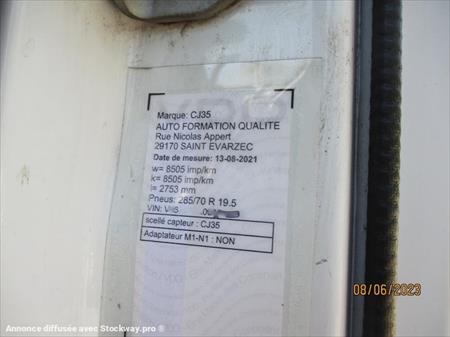 Marque: CJ35
AUTO FORMATION QUALITE
Rue Nicolas Appert
29170 SAINT EVARZEC
Date de mesure: 13-08-2021
w= 8505 imp/km
k= 8505 imp/km
l= 2753 mm
Pneus: 285/70 R 19.5
VIN:
scellé capteur : CJ35
Adaptateur M1-N1 : NON
08/06/2023
Annonce diffusée avec Stockway.pro ®